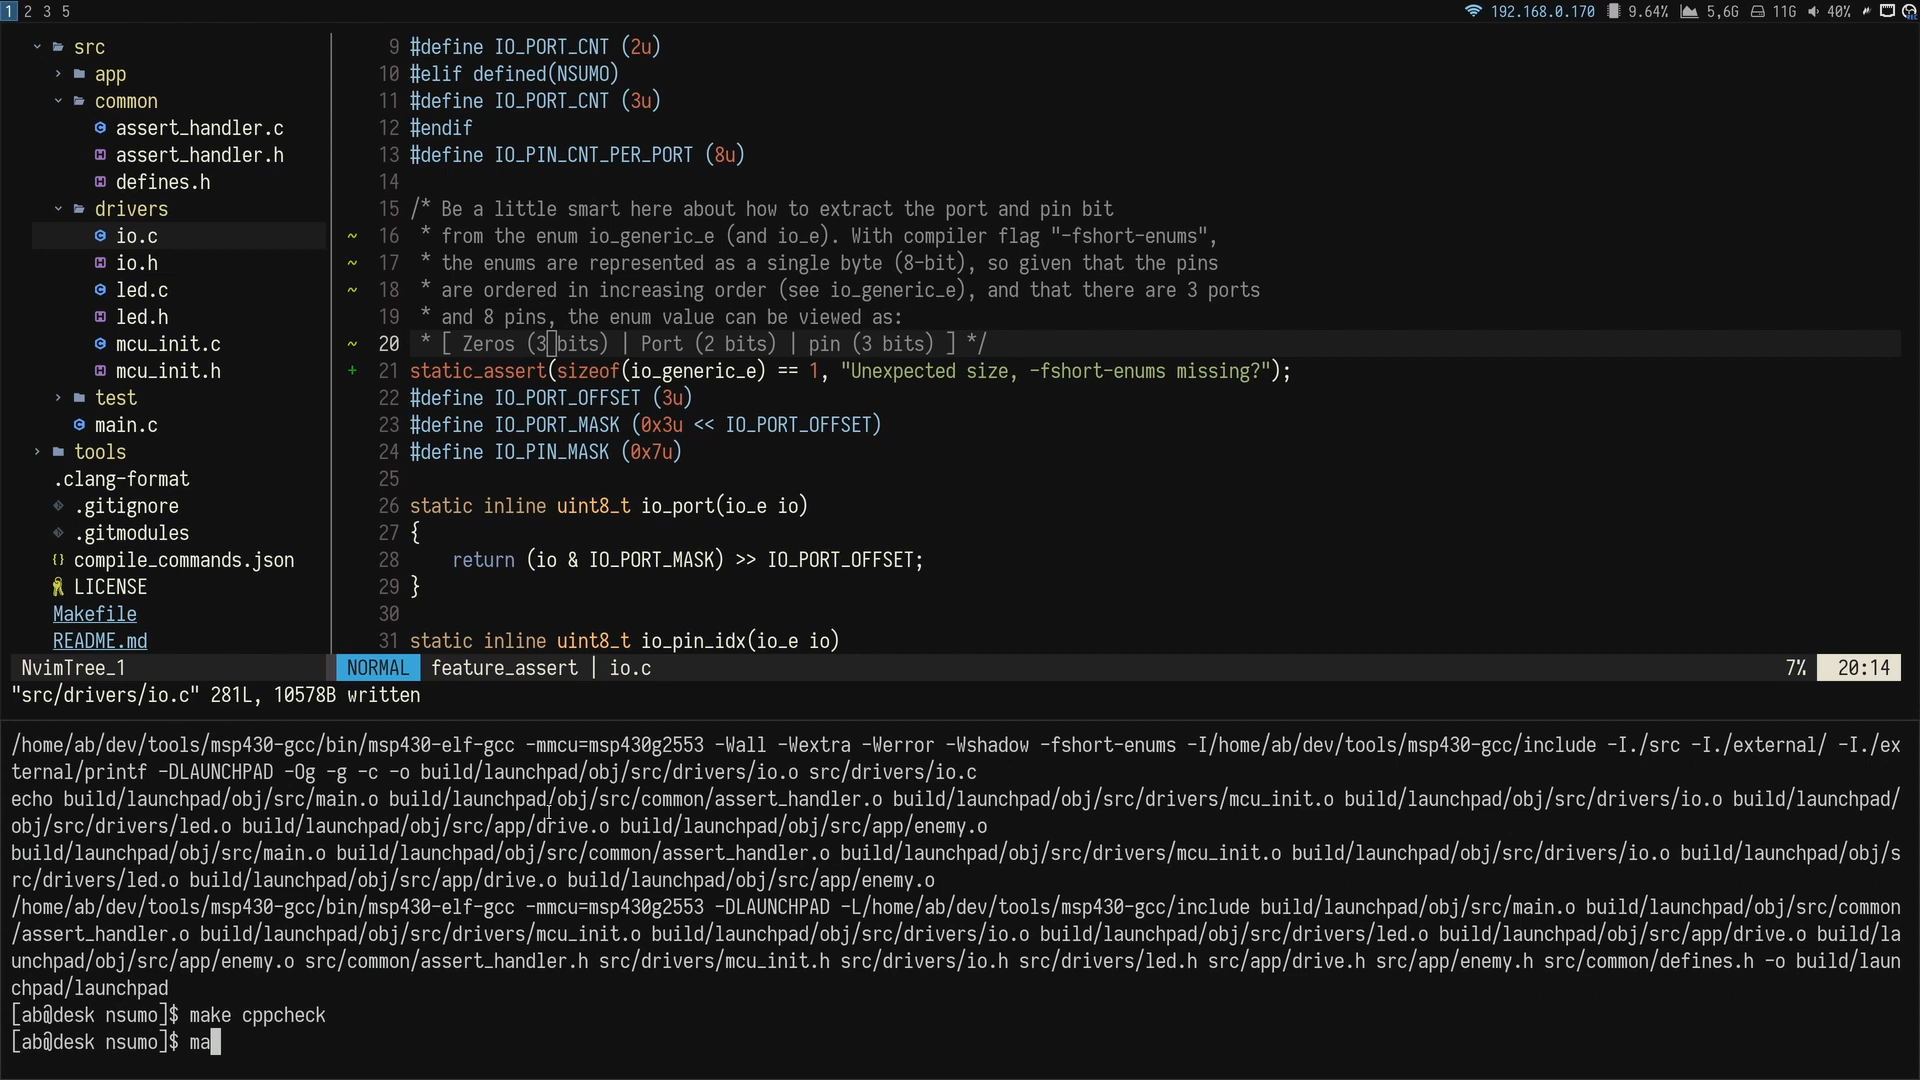 1 2 3 5
192.168.0.170 9.64% 5,6G 11G 40%
src
app
common
assert_handler.c
assert_handler.h
defines.h
drivers
io.c
io.h
led.c
led.h
mcu_init.c
mcu_init.h
test
main.c
tools
.clang-format
.gitignore
.gitmodules
compile_commands.json
LICENSE
Makefile
README.md
9 #define IO_PORT_CNT (2u)
10 #elif defined(NSUMO)
11 #define IO_PORT_CNT (3u)
12 #endif
13 #define IO_PIN_CNT_PER_PORT (8u)
14
15 /* Be a little smart here about how to extract the port and pin bit
~ 16 * from the enum io_generic_e (and io_e). With compiler flag "-fshort-enums",
~ 17 * the enums are represented as a single byte (8-bit), so given that the pins
~ 18 * are ordered in increasing order (see io_generic_e), and that there are 3 ports
19 * and 8 pins, the enum value can be viewed as:
~ 20 * [ Zeros (3 bits) | Port (2 bits) | pin (3 bits) ] */
+ 21 static_assert(sizeof(io_generic_e) == 1, "Unexpected size, -fshort-enums missing?");
22 #define IO_PORT_OFFSET (3u)
23 #define IO_PORT_MASK (0x3u << IO_PORT_OFFSET)
24 #define IO_PIN_MASK (0x7u)
25
26 static inline uint8_t io_port(io_e io)
27 {
28 return (io & IO_PORT_MASK) >> IO_PORT_OFFSET;
29 }
30
31 static inline uint8_t io_pin_idx(io_e io)
NvimTree_1 NORMAL feature_assert | io.c 7% 20:14
"src/drivers/io.c" 281L, 10578B written
/home/ab/dev/tools/msp430-gcc/bin/msp430-elf-gcc -mmcu=msp430g2553 -Wall -Wextra -Werror -Wshadow -fshort-enums -I/home/ab/dev/tools/msp430-gcc/include -I./src -I./external/ -I./ex
ternal/printf -DLAUNCHPAD -Og -g -c -o build/launchpad/obj/src/drivers/io.o src/drivers/io.c
echo build/launchpad/obj/src/main.o build/launchpad/obj/src/common/assert_handler.o build/launchpad/obj/src/drivers/mcu_init.o build/launchpad/obj/src/drivers/io.o build/launchpad/
obj/src/drivers/led.o build/launchpad/obj/src/app/drive.o build/launchpad/obj/src/app/enemy.o
build/launchpad/obj/src/main.o build/launchpad/obj/src/common/assert_handler.o build/launchpad/obj/src/drivers/mcu_init.o build/launchpad/obj/src/drivers/io.o build/launchpad/obj/s
rc/drivers/led.o build/launchpad/obj/src/app/drive.o build/launchpad/obj/src/app/enemy.o
/home/ab/dev/tools/msp430-gcc/bin/msp430-elf-gcc -mmcu=msp430g2553 -DLAUNCHPAD -L/home/ab/dev/tools/msp430-gcc/include build/launchpad/obj/src/main.o build/launchpad/obj/src/common
/assert_handler.o build/launchpad/obj/src/drivers/mcu_init.o build/launchpad/obj/src/drivers/io.o build/launchpad/obj/src/drivers/led.o build/launchpad/obj/src/app/drive.o build/la
unchpad/obj/src/app/enemy.o src/common/assert_handler.h src/drivers/mcu_init.h src/drivers/io.h src/drivers/led.h src/app/drive.h src/app/enemy.h src/common/defines.h -o build/laun
chpad/launchpad
[ab@desk nsumo]$ make cppcheck
[ab@desk nsumo]$ ma